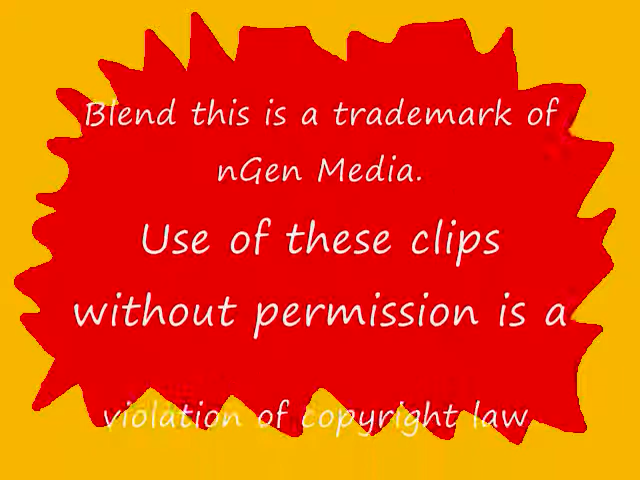 Blend this is a trademark of
nGen Media.
Use of these clips
without permission is a
violation of copyright law